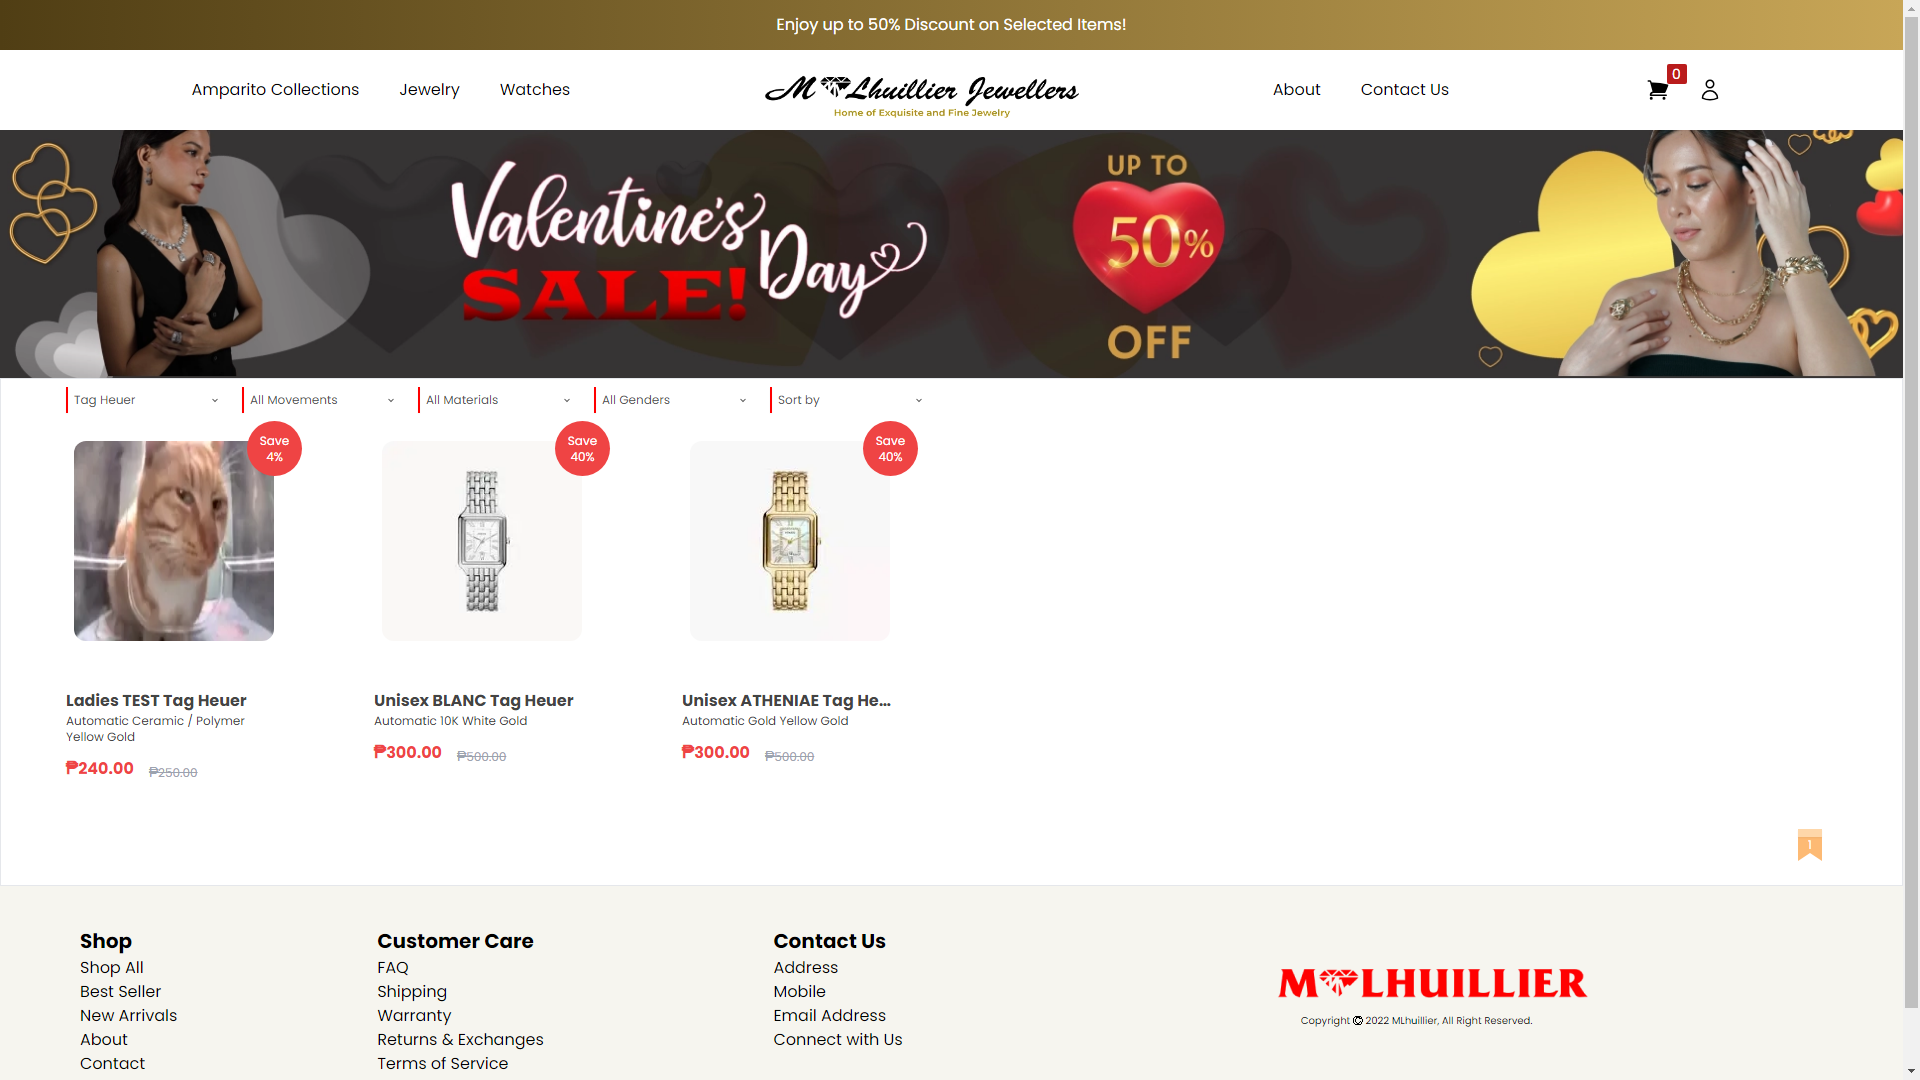 Enjoy up to 50% Discount on Selected Items!
Amparito Collections
Jewelry
Watches
M Lhuillier Jewellers
Home of Exquisite and Fine Jewelry
About
Contact Us
0
Valentine's
Day
SALE!
UP TO
50%
OFF
Tag Heuer
All Movements
All Materials
All Genders
Sort by
Save
4%
Save
40%
Save
40%
Ladies TEST Tag Heuer
Automatic Ceramic / Polymer
Yellow Gold
₱240.00 ₱250.00
Unisex BLANC Tag Heuer
Automatic 10K White Gold
₱300.00 ₱500.00
Unisex ATHENIAE Tag He...
Automatic Gold Yellow Gold
₱300.00 ₱500.00
1
Shop
Shop All
Best Seller
New Arrivals
About
Contact
Customer Care
FAQ
Shipping
Warranty
Returns & Exchanges
Terms of Service
Contact Us
Address
Mobile
Email Address
Connect with Us
M LHUILLIER
Copyright © 2022 MLhuillier, All Right Reserved.